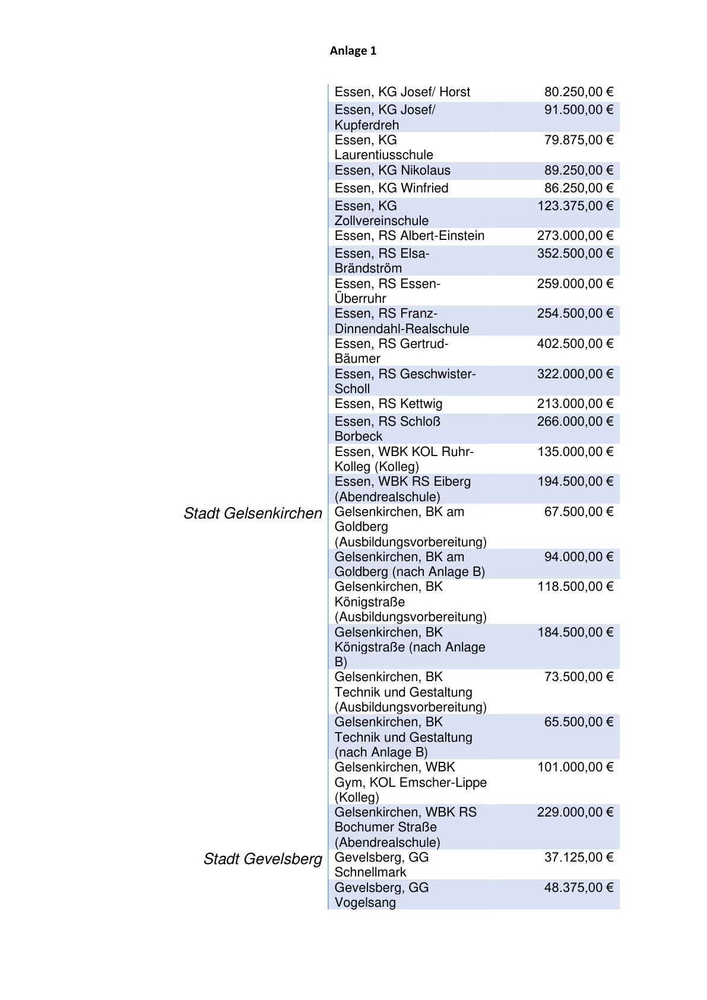 Anlage 1
Essen, KG Josef/ Horst 80.250,00 €
Essen, KG Josef/ 91.500,00 €
Kupferdreh
Essen, KG 79.875,00 €
Laurentiusschule
Essen, KG Nikolaus 89.250,00 €
Essen, KG Winfried 86.250,00 €
Essen, KG 123.375,00 €
Zollvereinschule
Essen, RS Albert-Einstein 273.000,00 €
Essen, RS Elsa- 352.500,00 €
Brändström
Essen, RS Essen- 259.000,00 €
Überruhr
Essen, RS Franz- 254.500,00 €
Dinnendahl-Realschule
Essen, RS Gertrud- 402.500,00 €
Bäumer
Essen, RS Geschwister- 322.000,00 €
Scholl
Essen, RS Kettwig 213.000,00 €
Essen, RS Schloß 266.000,00 €
Borbeck
Essen, WBK KOL Ruhr- 135.000,00 €
Kolleg (Kolleg)
Essen, WBK RS Eiberg 194.500,00 €
(Abendrealschule)
Stadt Gelsenkirchen Gelsenkirchen, BK am 67.500,00 €
Goldberg
(Ausbildungsvorbereitung)
Gelsenkirchen, BK am 94.000,00 €
Goldberg (nach Anlage B)
Gelsenkirchen, BK 118.500,00 €
Königstraße
(Ausbildungsvorbereitung)
Gelsenkirchen, BK 184.500,00 €
Königstraße (nach Anlage
B)
Gelsenkirchen, BK 73.500,00 €
Technik und Gestaltung
(Ausbildungsvorbereitung)
Gelsenkirchen, BK 65.500,00 €
Technik und Gestaltung
(nach Anlage B)
Gelsenkirchen, WBK 101.000,00 €
Gym, KOL Emscher-Lippe
(Kolleg)
Gelsenkirchen, WBK RS 229.000,00 €
Bochumer Straße
(Abendrealschule)
Stadt Gevelsberg Gevelsberg, GG 37.125,00 €
Schnellmark
Gevelsberg, GG 48.375,00 €
Vogelsang